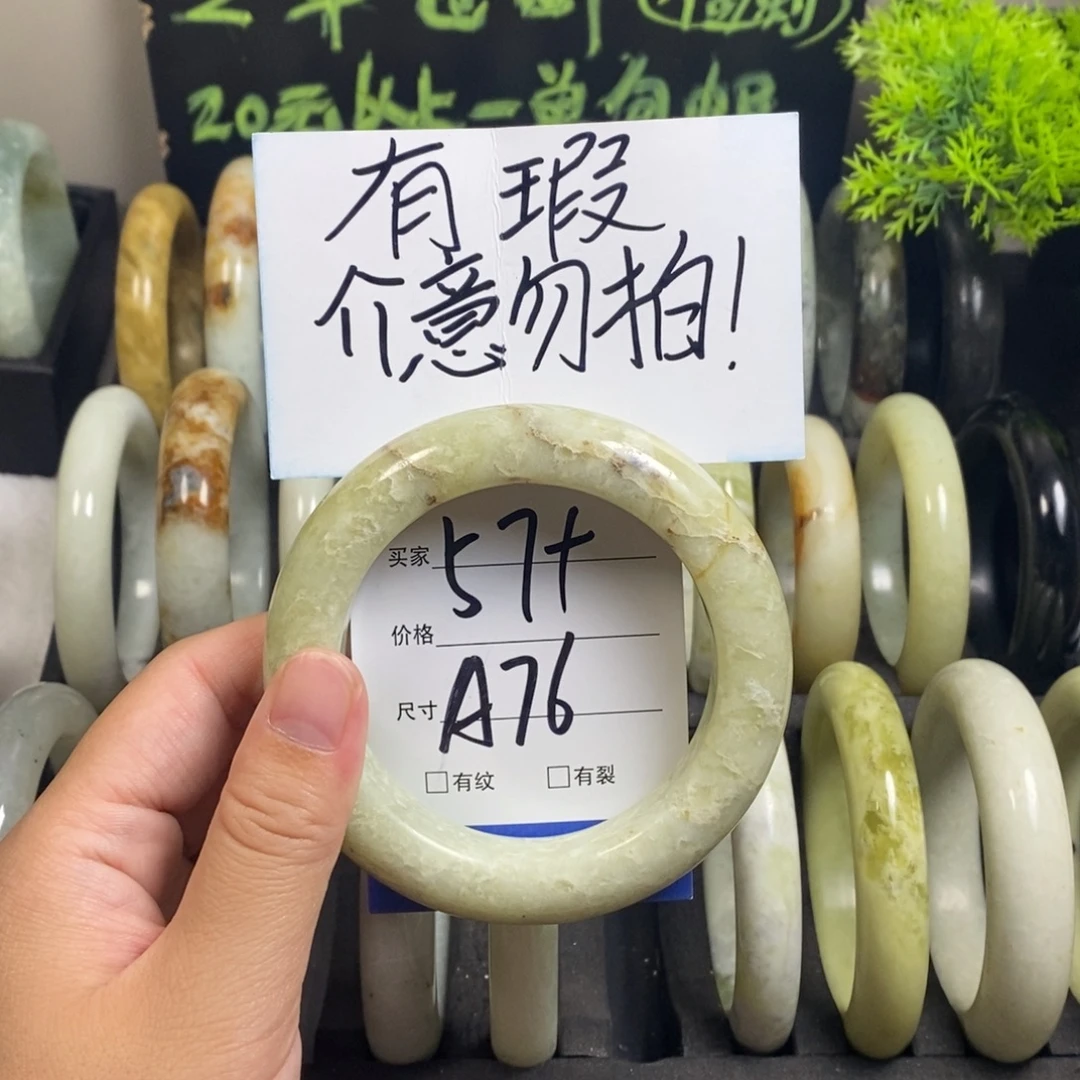 20元以上一单包邮
有瑕
介意勿拍!
买家 57+
价格
尺寸 A76
□有纹 □有裂